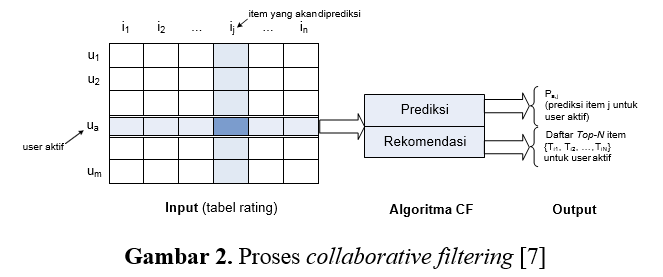 item yang akan diprediksi
i1 i2 ... ij ... in
u1
u2
ua
user aktif
um
Prediksi
Rekomendasi
Pa,j
(prediksi item j untuk
user aktif)
Daftar Top-N item
{Ti1, Ti2, ..., TiN}
untuk user aktif
Input (tabel rating)
Algoritma CF
Output
Gambar 2. Proses collaborative filtering [7]